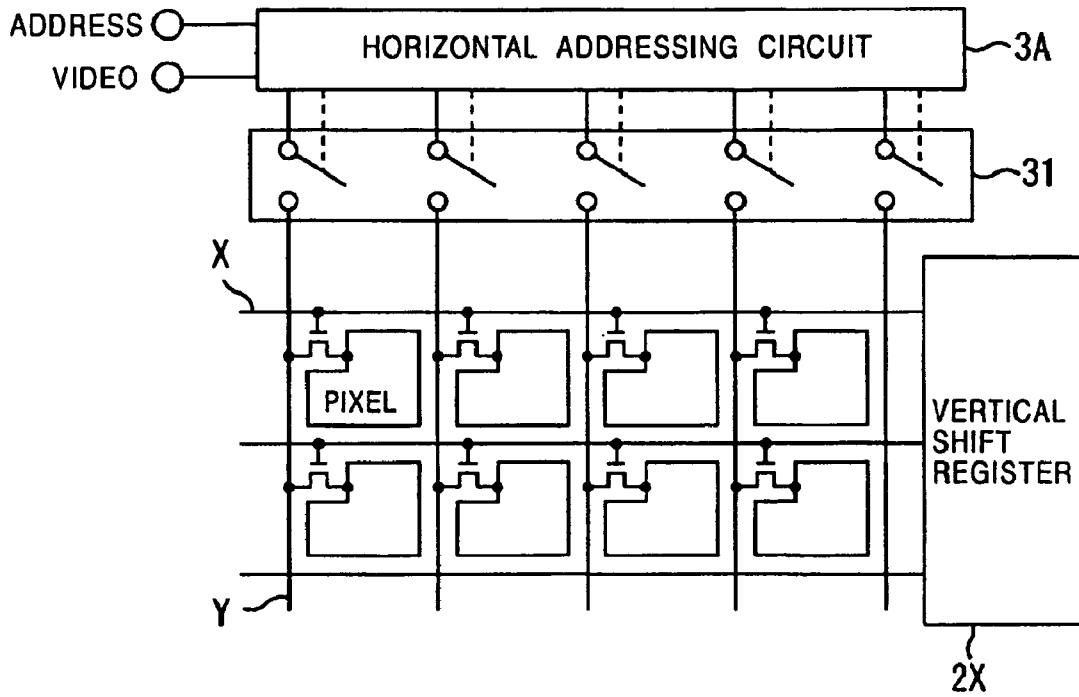 ADDRESS
HORIZONTAL ADDRESSING CIRCUIT
3A
VIDEO
31
X
PIXEL
VERTICAL
SHIFT
REGISTER
Y
2X